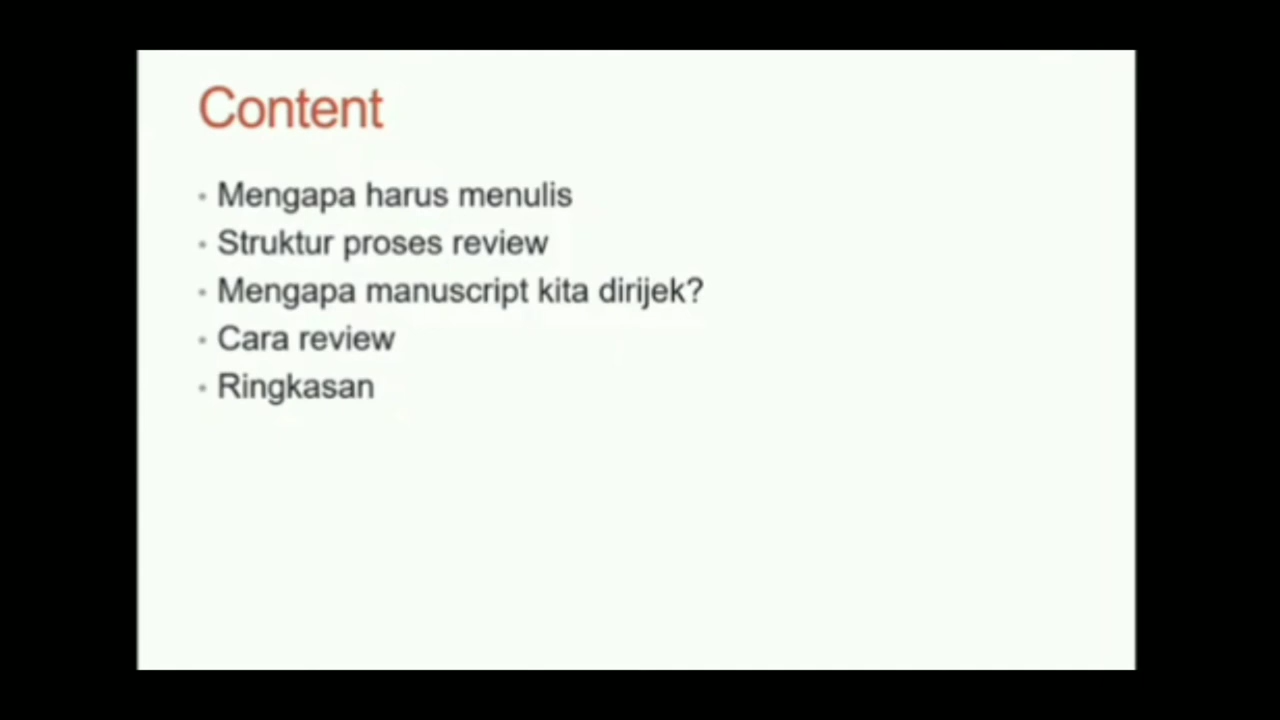 Content
• Mengapa harus menulis
• Struktur proses review
• Mengapa manuscript kita dirijek?
• Cara review
• Ringkasan